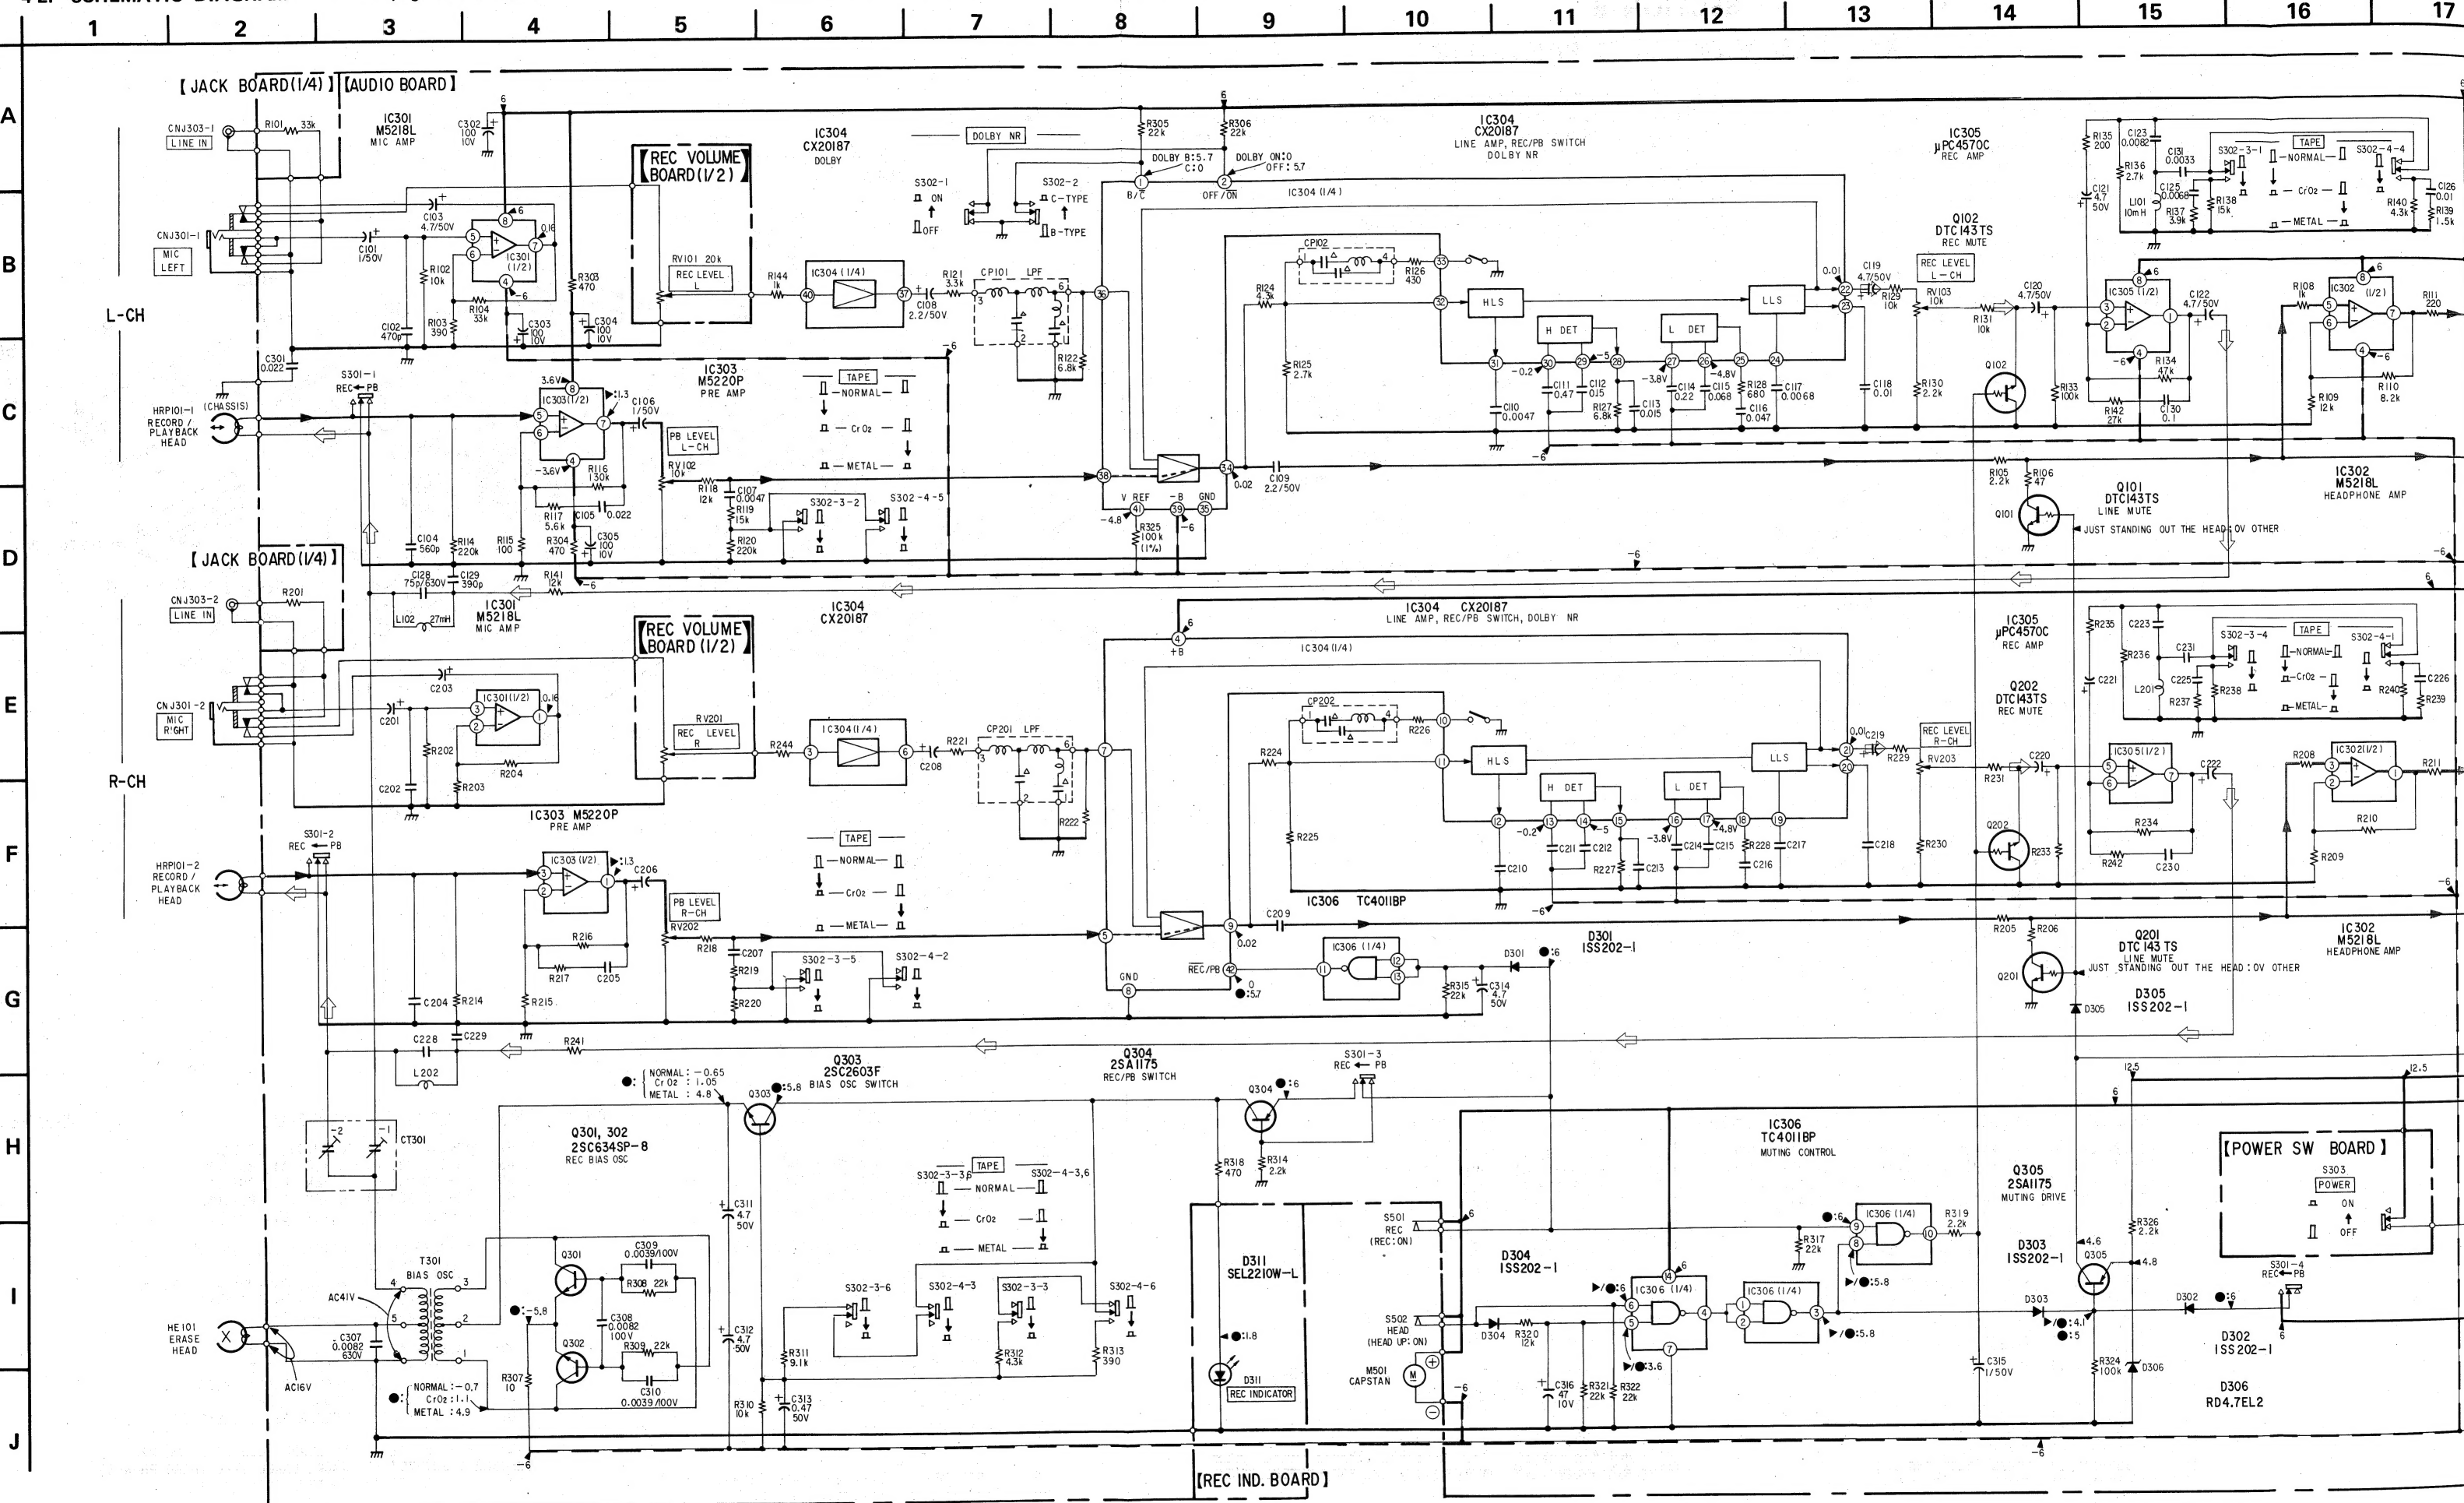 1 2 3 4 5 6 7 8 9 10 11 12 13 14 15 16 17
A
B
C
D
E
F
G
H
I
J
L-CH
R-CH
[JACK BOARD(1/4)]
[AUDIO BOARD]
CNJ303-1
LINE IN
R101 33k
IC301
M5218L
MIC AMP
C302
100
10V
CNJ301-1
MIC
LEFT
C103
4.7/50V
C101
1/50V
R102
10k
R103
390
R104
33k
C102
470p
C303
100
10V
C304
100
10V
R303
470
IC301
(1/2)
C301
0.022
(CHASSIS)
[REC VOLUME
BOARD(1/2)]
RV101 20k
REC LEVEL
L
IC304
CX20187
DOLBY
R144
1k
IC304 (1/4)
DOLBY NR
S302-1
ON
OFF
S302-2
C-TYPE
B-TYPE
R305
22k
R306
22k
DOLBY B:5.7
C:0
DOLBY ON:0
OFF:5.7
B/C
OFF/ON
C108
2.2/50V
R121
3.3k
CP101 LPF
R122
6.8k
IC304
CX20187
LINE AMP, REC/PB SWITCH
DOLBY NR
IC304 (1/4)
CP102
R126
430
R124
4.3k
R125
2.7k
HLS
H DET
L DET
LLS
C110
0.0047
C111
0.47
C112
015
R127
6.8k
C113
0.015
C114
0.22
C115
0.068
R128
680
C116
0.047
C117
0.0068
C118
0.01
C119
4.7/50V
R129
10k
RV103
10k
REC LEVEL
L-CH
R130
2.2k
IC305
μPC4570C
REC AMP
Q102
DTC143TS
REC MUTE
R131
10k
C120
4.7/50V
Q102
R133
100k
R135
200
C121
4.7
50V
C123
0.0082
R136
2.7k
C131
0.0033
C125
0.0068
L101
10mH
R137
3.9k
R138
15k
S302-3-1
TAPE
NORMAL
CrO2
METAL
S302-4-4
R140
4.3k
C126
0.01
R139
1.5k
IC305 (1/2)
C122
4.7/50V
R134
47k
R142
27k
C130
0.1
R108
1k
IC302
(1/2)
R111
220
R109
12k
R110
8.2k
HRP101-1
RECORD/
PLAYBACK
HEAD
S301-1
REC PB
IC303(1/2)
IC303
M5220P
PRE AMP
C106
1/50V
PB LEVEL
L-CH
RV102
10k
R116
130k
R117
5.6k
C105 0.022
R118
12k
C107
0.0047
R119
15k
R120
220k
S302-3-2
S302-4-5
TAPE
NORMAL
CrO2
METAL
C104
560p
R114
220k
R115
100
R304
470
C305
100
10V
C128
75p/630V
C129
390p
R141
12k
L102 27mH
V REF
-B
GND
R325
100k
(1%)
C109
2.2/50V
R105
2.2k
R106
47
Q101
Q101
DTC143TS
LINE MUTE
JUST STANDING OUT THE HEAD:0V OTHER
IC302
M5218L
HEADPHONE AMP
[JACK BOARD(1/4)]
CNJ303-2
LINE IN
R201
IC301
M5218L
MIC AMP
CNJ301-2
MIC
RIGHT
C203
C201
R202
C202
R203
R204
IC301(1/2)
[REC VOLUME
BOARD(1/2)]
RV201
REC LEVEL
R
IC304
CX20187
R244
IC304(1/4)
C208
R221
CP201 LPF
R222
IC304 CX20187
LINE AMP, REC/PB SWITCH, DOLBY NR
IC304(1/4)
+B
CP202
R226
R224
R225
HLS
H DET
L DET
LLS
C210
C211
C212
R227
C213
C214
C215
R228
C216
C217
C218
C219
R229
REC LEVEL
R-CH
RV203
R230
IC305
μPC4570C
REC AMP
Q202
DTC143TS
REC MUTE
R231
C220
Q202
R233
R235
C221
C223
R236
C231
C225
L201
R237
R238
S302-3-4
TAPE
NORMAL
CrO2
METAL
S302-4-1
R240
C226
R239
IC305(1/2)
C222
R234
R242
C230
R208
IC302(1/2)
R211
R209
R210
IC303 M5220P
PRE AMP
S301-2
REC PB
HRP101-2
RECORD/
PLAYBACK
HEAD
IC303(1/2)
C206
PB LEVEL
R-CH
RV202
R216
R217
C205
R218
C207
R219
R220
TAPE
NORMAL
CrO2
METAL
S302-3-5
S302-4-2
C204
R214
R215
C228
C229
L202
R241
GND
REC/PB
0.02
C209
IC306 TC4011BP
IC306 (1/4)
R315
22k
C314
4.7
50V
D301
D301
1SS202-1
R205
R206
Q201
Q201
DTC143TS
LINE MUTE
JUST STANDING OUT THE HEAD:0V OTHER
IC302
M5218L
HEADPHONE AMP
D305
D305
1SS202-1
NORMAL:-0.65
CrO2:1.05
METAL:4.8
Q303
Q303
2SC2603F
BIAS OSC SWITCH
Q304
2SA1175
REC/PB SWITCH
Q304
S301-3
REC PB
CT301
Q301, 302
2SC634SP-8
REC BIAS OSC
C311
4.7
50V
C312
4.7
50V
TAPE
S302-3-3,6
S302-4-3,6
NORMAL
CrO2
METAL
R318
470
R314
2.2k
IC306
TC4011BP
MUTING CONTROL
Q305
2SA1175
MUTING DRIVE
12.5
12.5
[POWER SW BOARD]
S303
POWER
ON
OFF
T301
BIAS OSC
AC41V
C307
0.0082
630V
HE101
ERASE
HEAD
AC16V
NORMAL:-0.7
CrO2:1.1
METAL:4.9
Q301
Q302
C309
0.0039/100V
R308 22k
C308
0.0082
100V
R309 22k
C310
0.0039/100V
R307
10
R310
10k
R311
9.1k
C313
0.47
50V
S302-3-6
S302-4-3
S302-3-3
S302-4-6
R312
4.3k
R313
390
D311
SEL2210W-L
D311
REC INDICATOR
S501
REC
(REC:ON)
S502
HEAD
(HEAD UP:ON)
M501
CAPSTAN
M
D304
1SS202-1
D304
R320
12k
C316
47
10V
R321
22k
R322
22k
IC306 (1/4)
IC306 (1/4)
IC306 (1/4)
R317
22k
R319
2.2k
C315
1/50V
D303
1SS202-1
D303
Q305
R326
2.2k
R324
100k
D306
D302
S301-4
REC PB
D302
1SS202-1
D306
RD4.7EL2
[REC IND. BOARD]